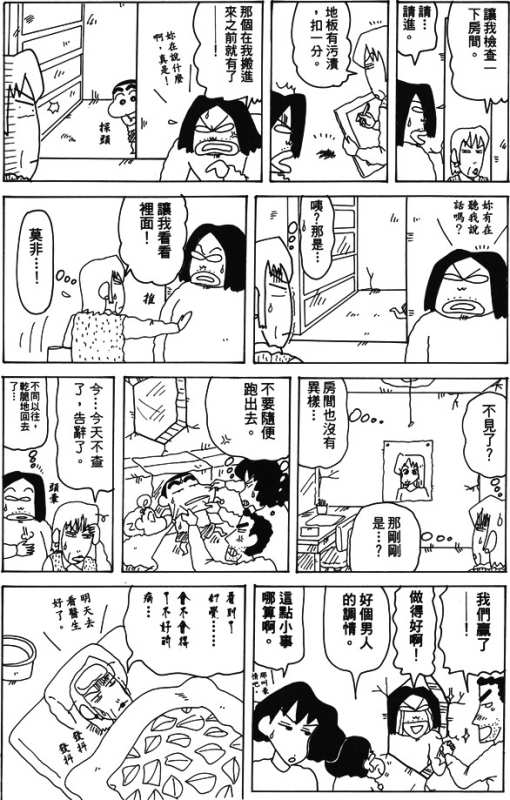 讓我檢查一
下房間。
請…
請進。
地板有污漬
，扣一分。
那個在我搬進
來之前就有了
——！
妳在說什麼
啊，真是！
探頭
妳有在
聽我說
話嗎？
咦？那是…
讓我看看
裡面！
推
莫非…！
不見了？
那剛剛
是…？
房間也沒有
異樣…
不要隨便
跑出去。
今…今天不查
了，告辭了。
頭暈
不同以往，
乾脆地回去
了…
我們贏了
——！
做得好啊！
好個男人
的調情。
這點小事
哪算啊。
看到了
幻覺…
會不會得
了不好的
病…
明天去
看醫生
好了。
發抖
發抖